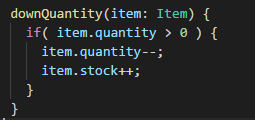 downQuantity(item: Item) {
  if( item.quantity > 0 ) {
    item.quantity--;
    item.stock++;
  }
}